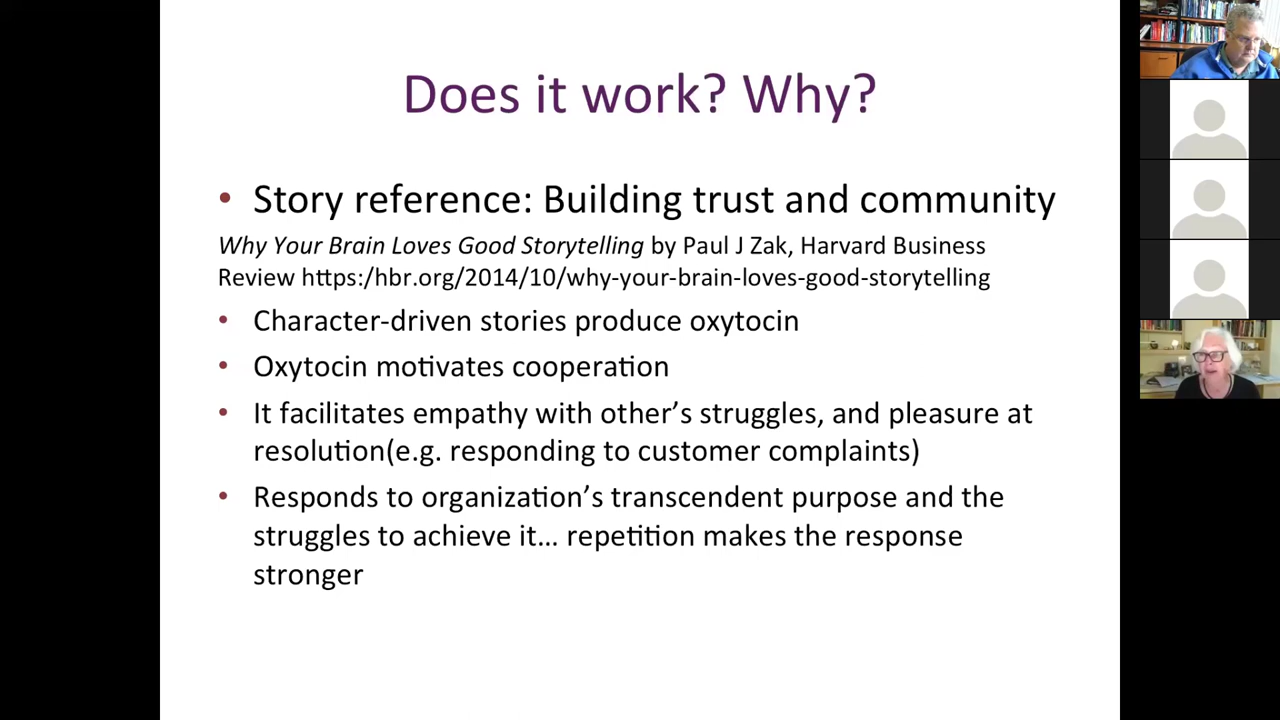 Does it work? Why?
• Story reference: Building trust and community
Why Your Brain Loves Good Storytelling by Paul J Zak, Harvard Business
Review https:/hbr.org/2014/10/why-your-brain-loves-good-storytelling
• Character-driven stories produce oxytocin
• Oxytocin motivates cooperation
• It facilitates empathy with other’s struggles, and pleasure at
resolution(e.g. responding to customer complaints)
• Responds to organization’s transcendent purpose and the
struggles to achieve it… repetition makes the response
stronger